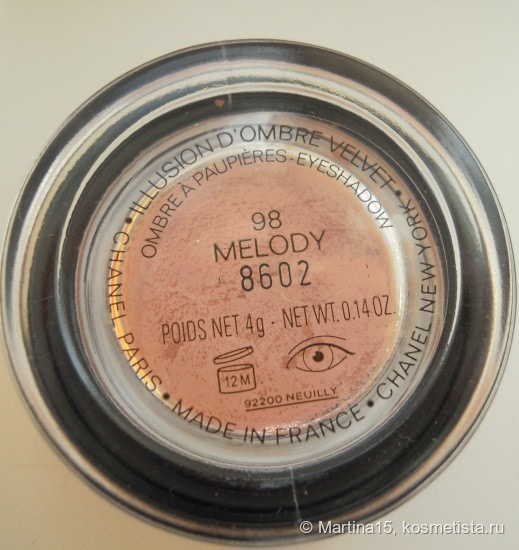 • ILLUSION D'OMBRE VELVET •
OMBRE À PAUPIÈRES - EYESHADOW
98
MELODY
8602
POIDS NET 4g - NET WT. 0.14 OZ.
12 M
92200 NEUILLY
CHANEL PARIS • MADE IN FRANCE • CHANEL NEW YORK
© Martina15, kosmetista.ru